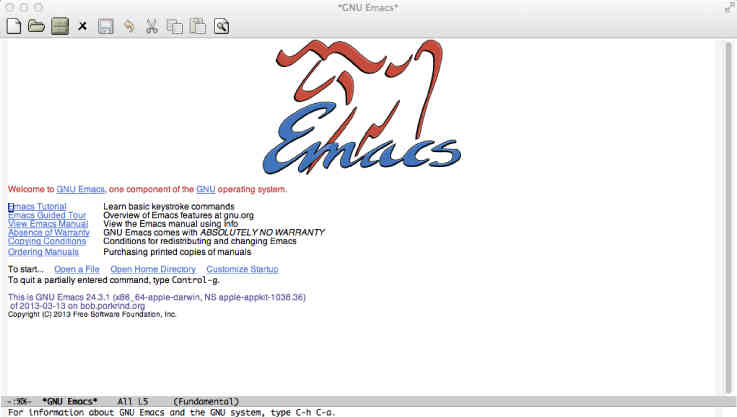 *GNU Emacs*
Emacs
Welcome to GNU Emacs, one component of the GNU operating system.
Emacs Tutorial Learn basic keystroke commands
Emacs Guided Tour Overview of Emacs features at gnu.org
View Emacs Manual View the Emacs manual using Info
Absence of Warranty GNU Emacs comes with ABSOLUTELY NO WARRANTY
Copying Conditions Conditions for redistributing and changing Emacs
Ordering Manuals Purchasing printed copies of manuals
To start... Open a File Open Home Directory Customize Startup
To quit a partially entered command, type Control-g.
This is GNU Emacs 24.3.1 (x86_64-apple-darwin, NS apple-appkit-1038.36)
of 2013-03-13 on bob.porkrind.org
Copyright (C) 2013 Free Software Foundation, Inc.
*GNU Emacs* All L5 (Fundamental)
For information about GNU Emacs and the GNU system, type C-h C-a.